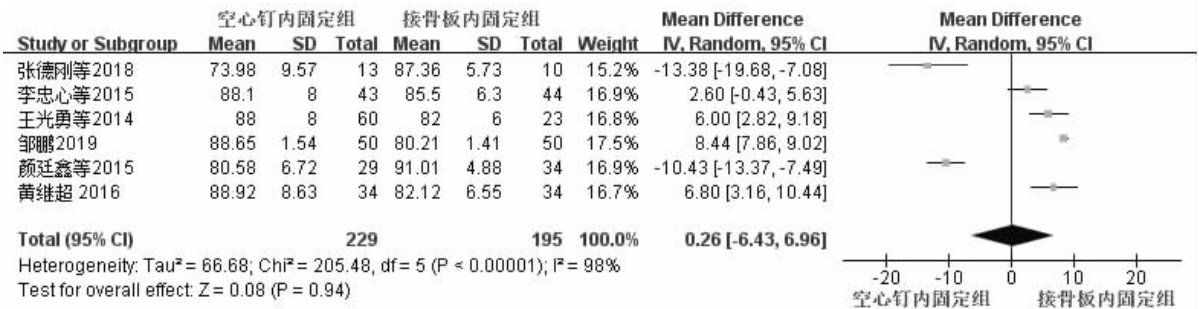 空心钉内固定组 接骨板内固定组 Mean Difference Mean Difference
Study or Subgroup Mean SD Total Mean SD Total Weight IV, Random, 95% CI IV, Random, 95% CI
张德刚等2018 73.98 9.57 13 87.36 5.73 10 15.2% -13.38 [-19.68, -7.08]
李忠心等2015 88.1 8 43 85.5 6.3 44 16.9% 2.60 [-0.43, 5.63]
王光勇等2014 88 8 60 82 6 23 16.8% 6.00 [2.82, 9.18]
邹鹏2019 88.65 1.54 50 80.21 1.41 50 17.5% 8.44 [7.86, 9.02]
颜廷鑫等2015 80.58 6.72 29 91.01 4.88 34 16.9% -10.43 [-13.37, -7.49]
黄继超 2016 88.92 8.63 34 82.12 6.55 34 16.7% 6.80 [3.16, 10.44]
Total (95% CI) 229 195 100.0% 0.26 [-6.43, 6.96]
Heterogeneity: Tau² = 66.68; Chi² = 205.48, df = 5 (P < 0.00001); I² = 98%
Test for overall effect: Z = 0.08 (P = 0.94)
-20 -10 0 10 20
空心钉内固定组 接骨板内固定组